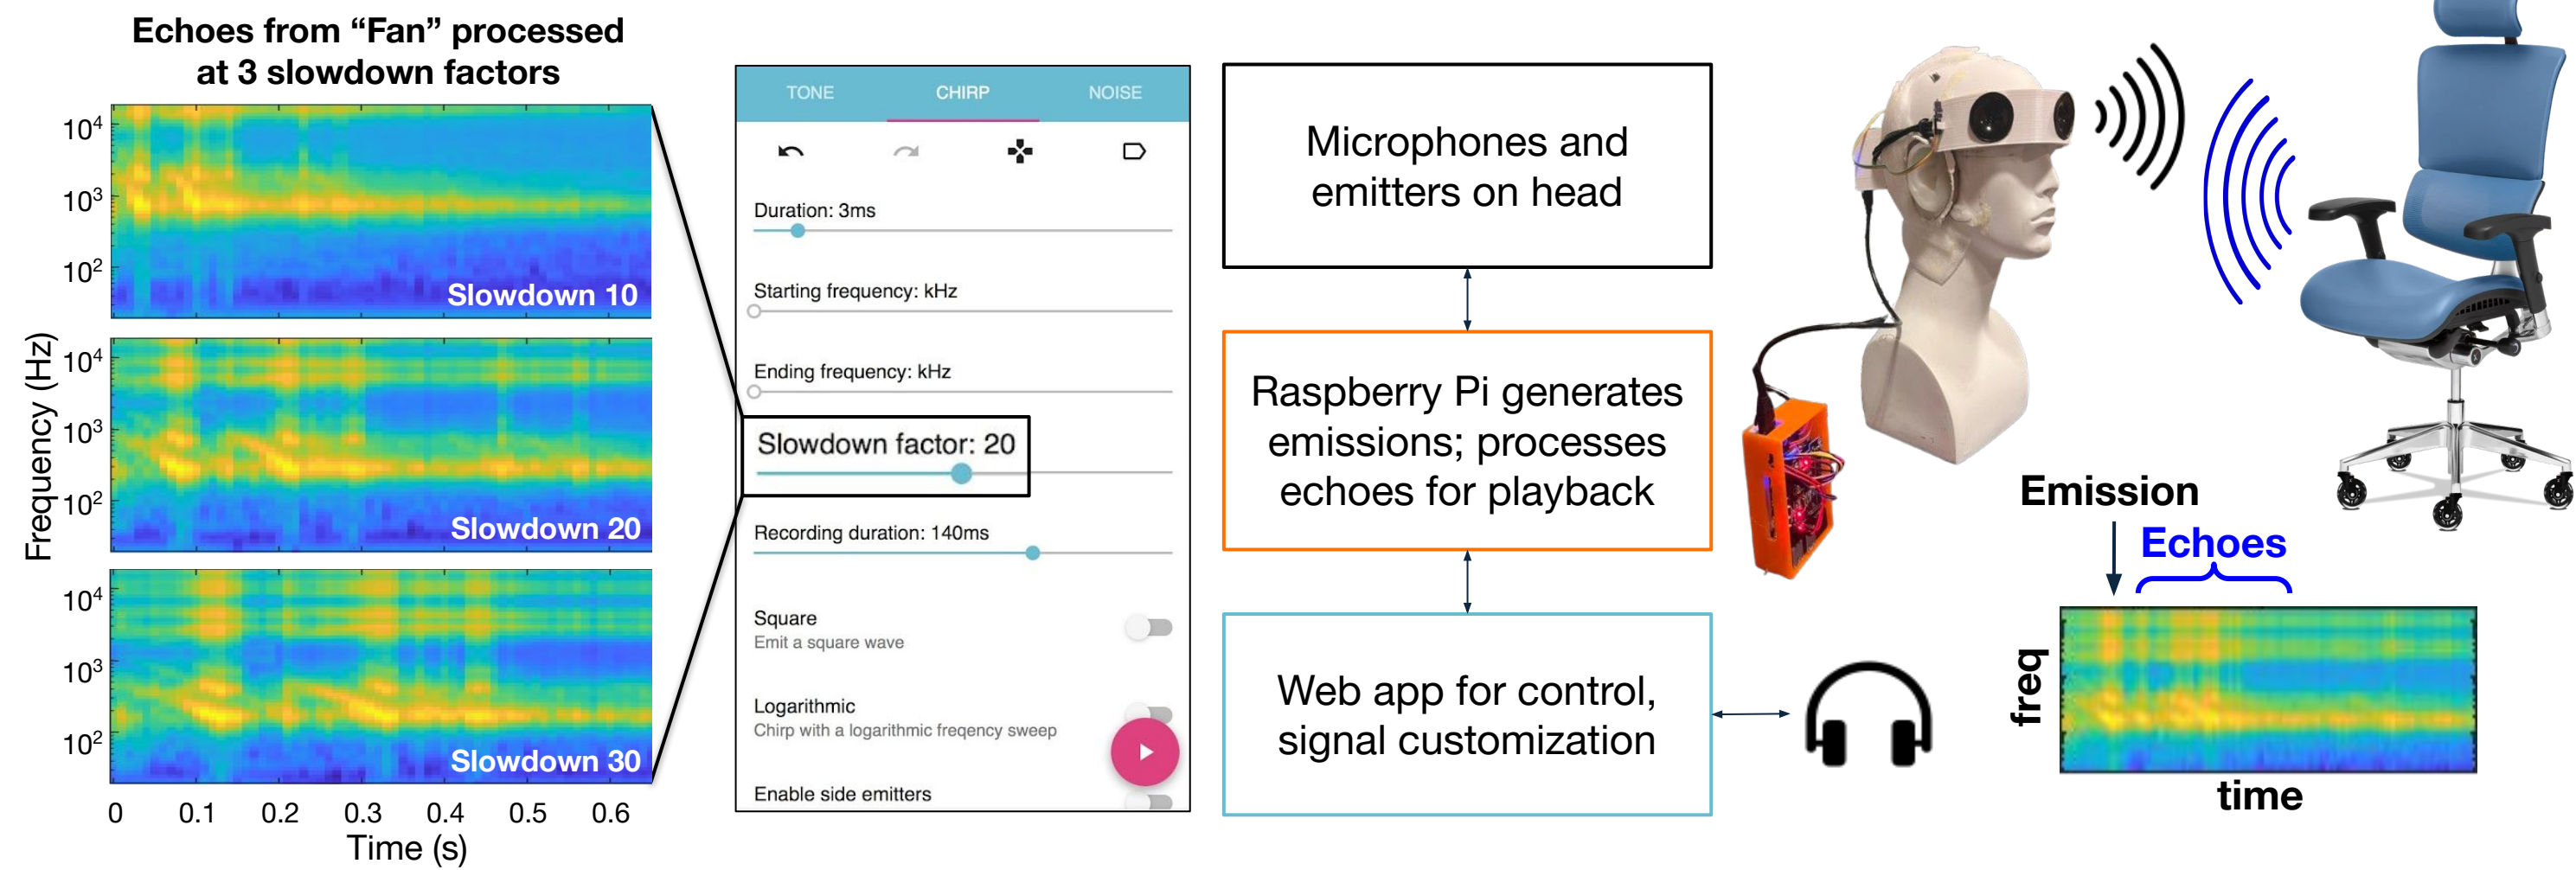 Echoes from “Fan” processed
at 3 slowdown factors
Frequency (Hz)
10⁴
10³
10²
Slowdown 10
10⁴
10³
10²
Slowdown 20
10⁴
10³
10²
Slowdown 30
0 0.1 0.2 0.3 0.4 0.5 0.6
Time (s)
TONE CHIRP NOISE
Duration: 3ms
Starting frequency: kHz
Ending frequency: kHz
Slowdown factor: 20
Recording duration: 140ms
Square
Emit a square wave
Logarithmic
Chirp with a logarithmic freqency sweep
Enable side emitters
Microphones and
emitters on head
Raspberry Pi generates
emissions; processes
echoes for playback
Web app for control,
signal customization
Emission
Echoes
freq
time